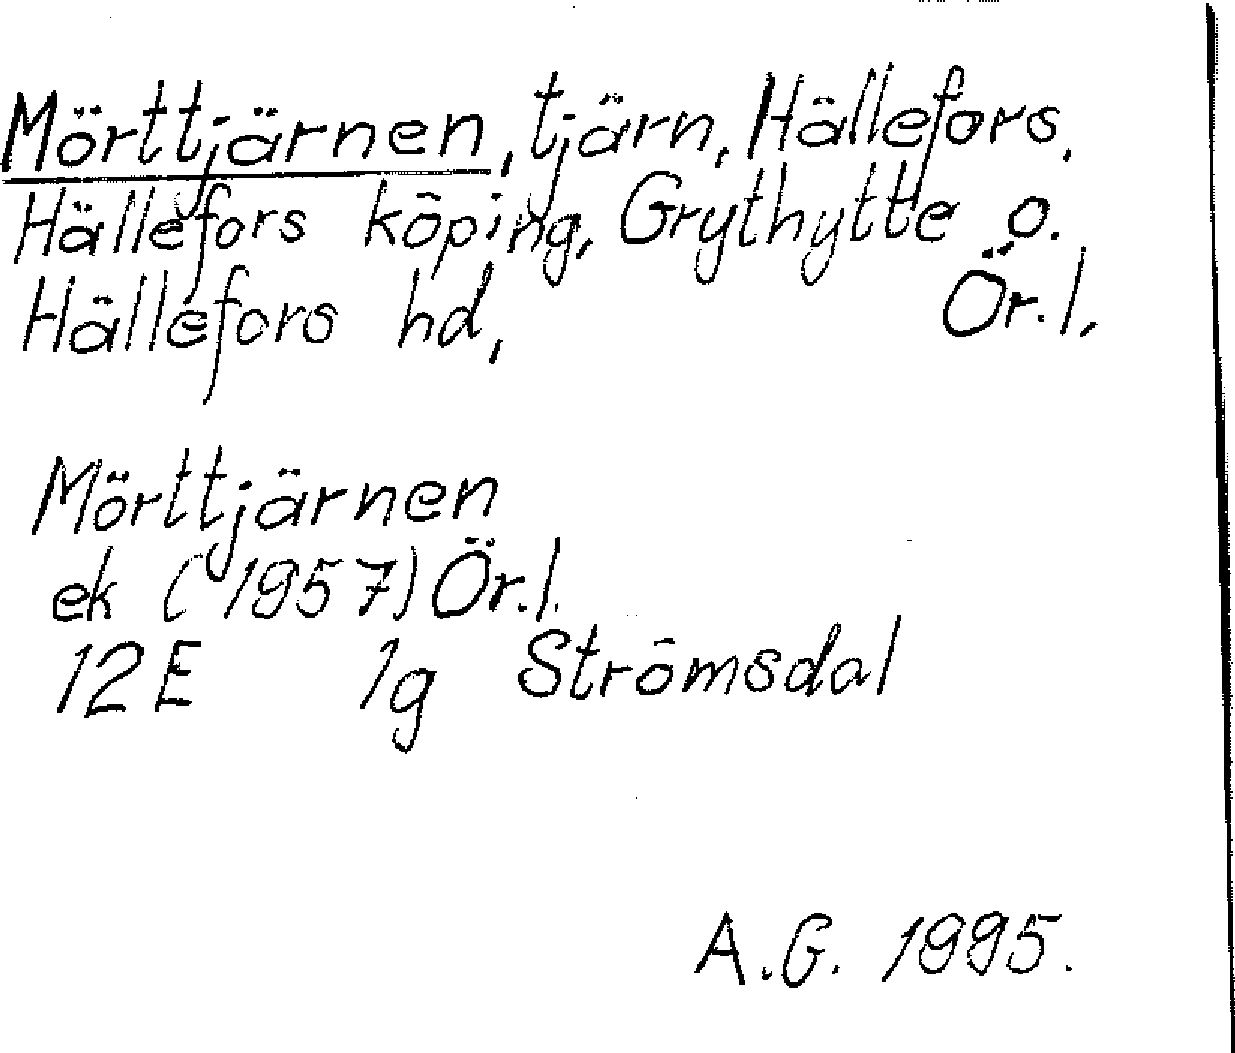 Mörttjärnen, tjärn, Hällefors,
Hällefors köping, Grythytte o.
Hällefors hd, Ör.l,
Mörttjärnen
ek (1957) Ör.l.
12E 1g Strömsdal
A.G. 1995.